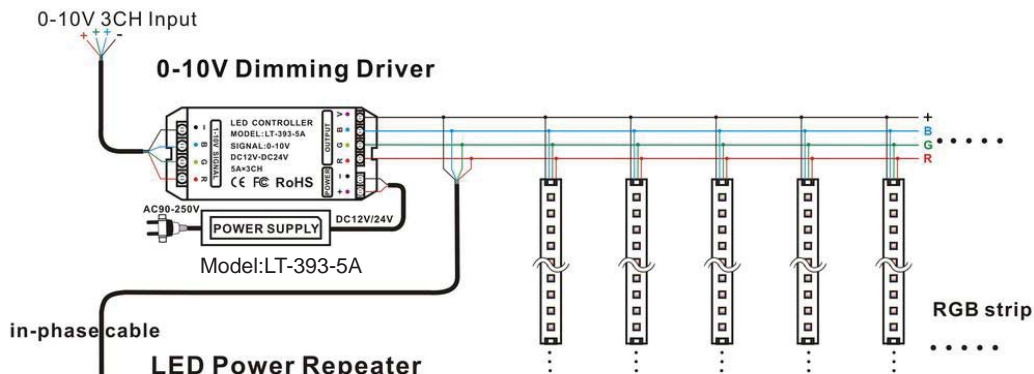 0-10V 3CH Input
+ + + -
0-10V Dimming Driver
LED CONTROLLER
MODEL:LT-393-5A
SIGNAL:0-10V
DC12V-DC24V
5A×3CH
CE FC RoHS
1-10V SIGNAL
- B G R
OUTPUT
V B G R
POWER
- +
+
B
G
R
AC90-250V
POWER SUPPLY
DC12V/24V
Model:LT-393-5A
in-phase cable
RGB strip
LED Power Repeater